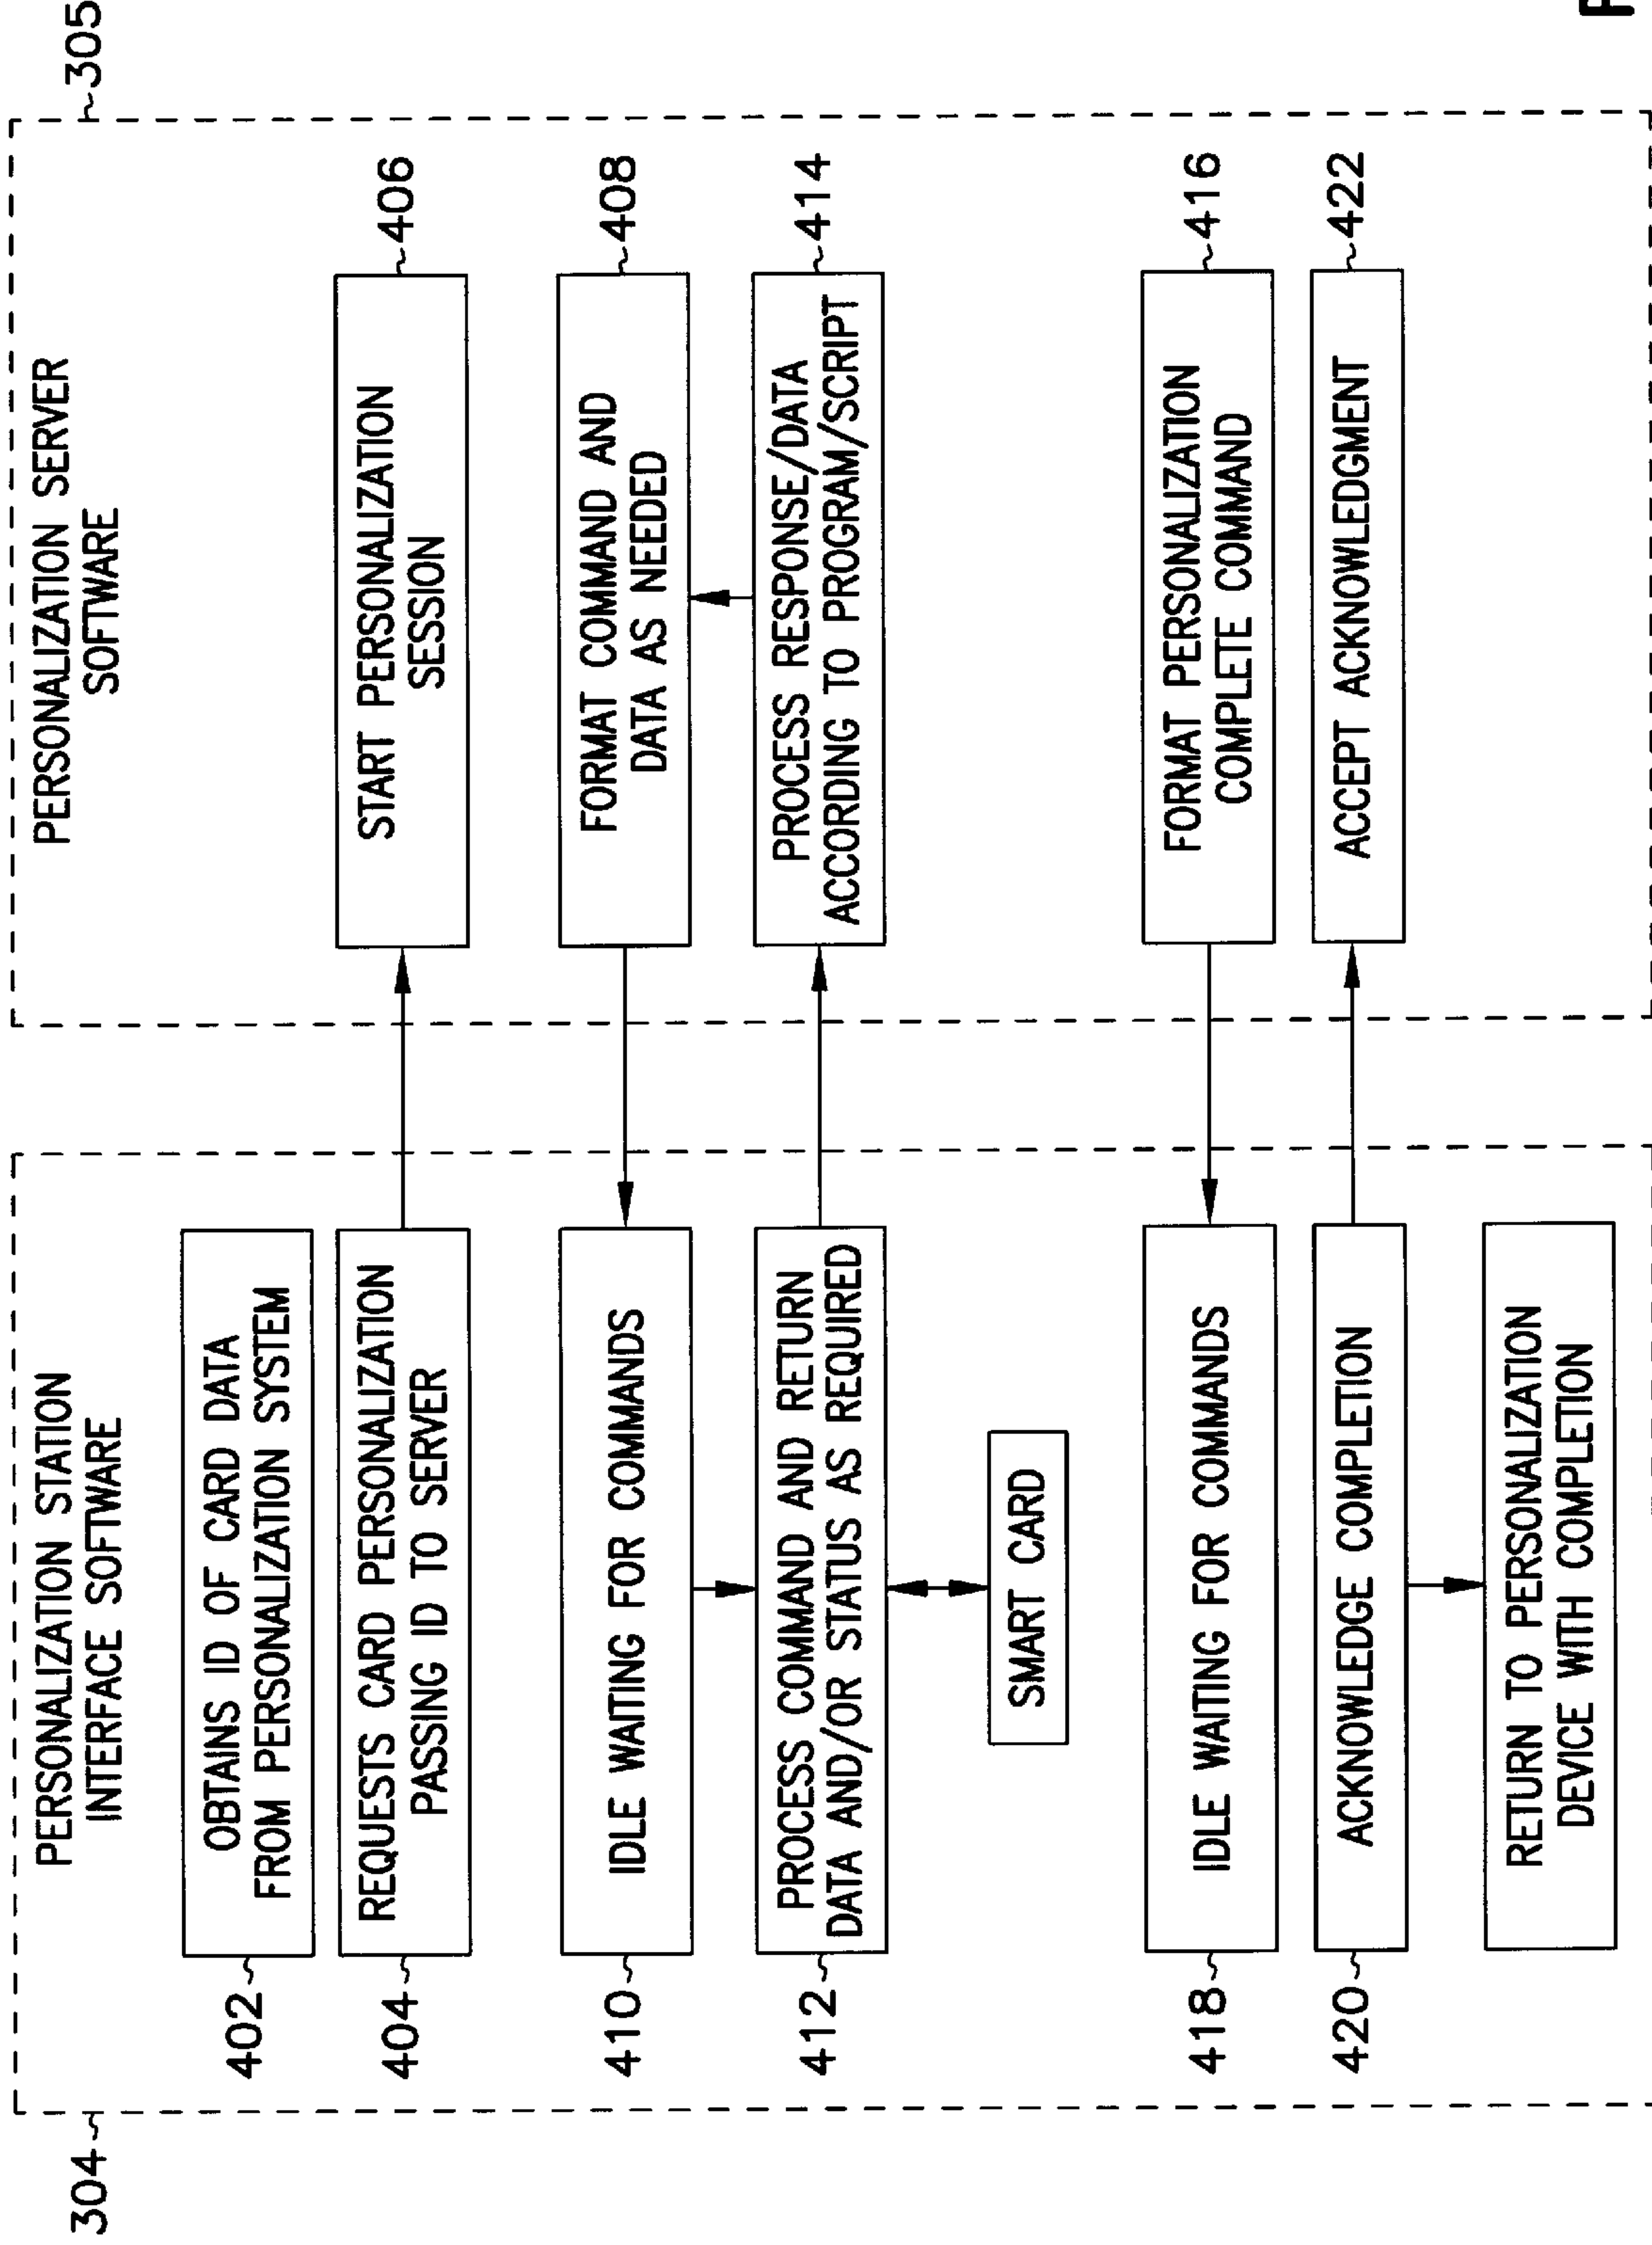 304
PERSONALIZATION STATION
INTERFACE SOFTWARE
402
OBTAINS ID OF CARD DATA
FROM PERSONALIZATION SYSTEM
404
REQUESTS CARD PERSONALIZATION
PASSING ID TO SERVER
410
IDLE WAITING FOR COMMANDS
412
PROCESS COMMAND AND RETURN
DATA AND/OR STATUS AS REQUIRED
SMART CARD
418
IDLE WAITING FOR COMMANDS
420
ACKNOWLEDGE COMPLETION
RETURN TO PERSONALIZATION
DEVICE WITH COMPLETION
305
PERSONALIZATION SERVER
SOFTWARE
START PERSONALIZATION
SESSION
406
FORMAT COMMAND AND
DATA AS NEEDED
408
PROCESS RESPONSE/DATA
ACCORDING TO PROGRAM/SCRIPT
414
FORMAT PERSONALIZATION
COMPLETE COMMAND
416
ACCEPT ACKNOWLEDGMENT
422